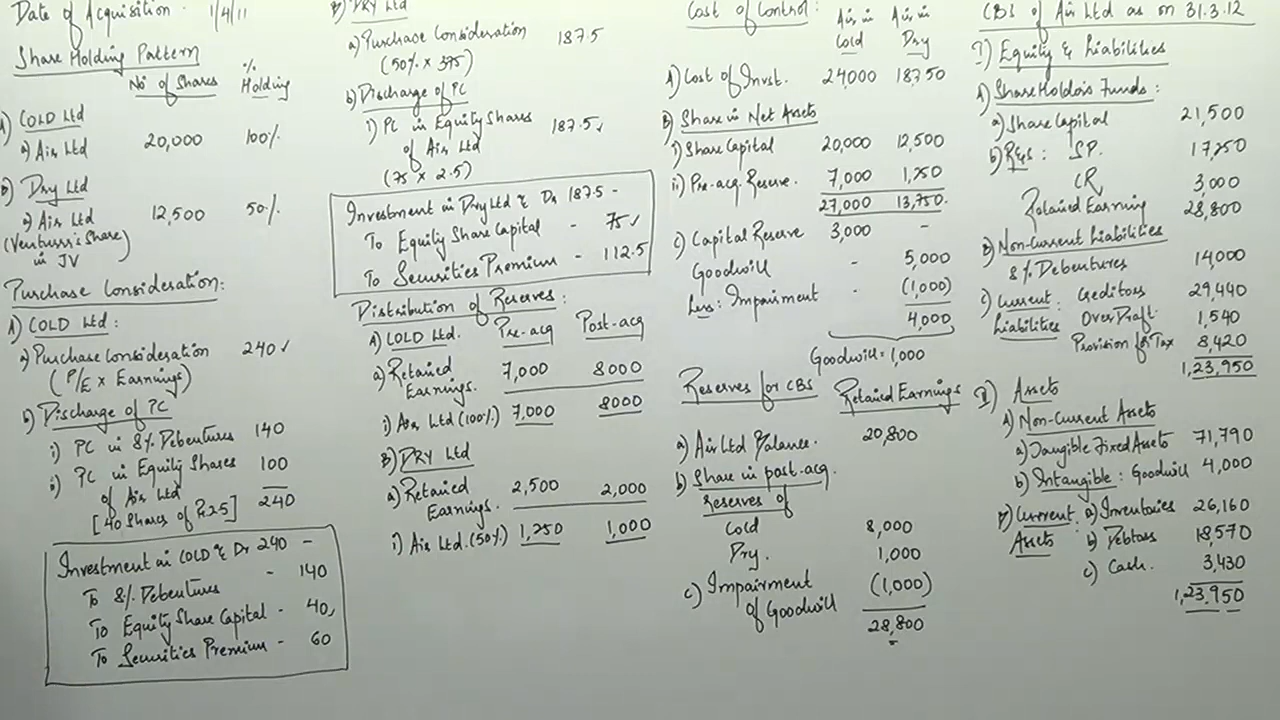 Date of Acquisition - 1/4/11
Share Holding Pattern
No of Shares % Holding
A) COLD Ltd
a) Air Ltd 20,000 100%
B) Dry Ltd
a) Air Ltd 12,500 50%
(Venturer's Share)
in JV
Purchase Consideration:
A) COLD Ltd:
a) Purchase Consideration 240✓
(P/E × Earnings)
b) Discharge of PC
i) PC in 8% Debentures 140
ii) PC in Equity Shares 100
of Air Ltd
[40 Shares of Rs 2.5] 240
Investment in COLD Dr 240 -
To 8% Debentures - 140
To Equity Share Capital - 40,
To Securities Premium - 60
B) DRY Ltd
a) Purchase Consideration 187.5
(50% × 375)
b) Discharge of PC
i) PC in Equity Shares 187.5✓
of Air Ltd
(75 × 2.5)
Investment in Dry Ltd Dr 187.5 -
To Equity Share Capital - 75✓
To Securities Premium - 112.5
Distribution of Reserves:
A) COLD Ltd. Pre-acq Post-acq
a) Retained 7,000 8000
Earnings.
i) Air Ltd (100%) 7,000 8000
B) DRY Ltd
a) Retained 2,500 2,000
Earnings.
i) Air Ltd. (50%) 1,250 1,000
Cost of Control: Air in Cold Air in Dry
A) Cost of Invst. 24000 18750
B) Share in Net Assets
i) Share Capital 20,000 12,500
ii) Pre-acq. Reserve. 7,000 1,250
27,000 13,750.
C) Capital Reserve 3,000 -
Goodwill - 5,000
Less: Impairment - (1,000)
4,000
Goodwill = 1,000
Reserves for CBS Retained Earnings
a) Air Ltd Balance. 20,800
b) Share in post-acq.
reserves of
Cold 8,000
Dry. 1,000
c) Impairment (1,000)
of Goodwill
28,800
CBS of Air Ltd as on 31.3.12
I) Equity & Liabilities
A) ShareHolders Funds:
a) Share Capital 21,500
b) R&S: SP. 17,250
CR 3,000
Retained Earning 28,800
B) Non-Current Liabilities
8% Debentures 14,000
C) Current Creditors 29,440
Liabilities OverDraft. 1,540
Provision for Tax 8,420
1,23,950
II) Assets
A) Non-Current Assets
a) Tangible Fixed Assets 71,790
b) Intangible: Goodwill 4,000
B) Current a) Inventories 26,160
Assets: b) Debtors 18,570
c) Cash. 3,430
1,23,950